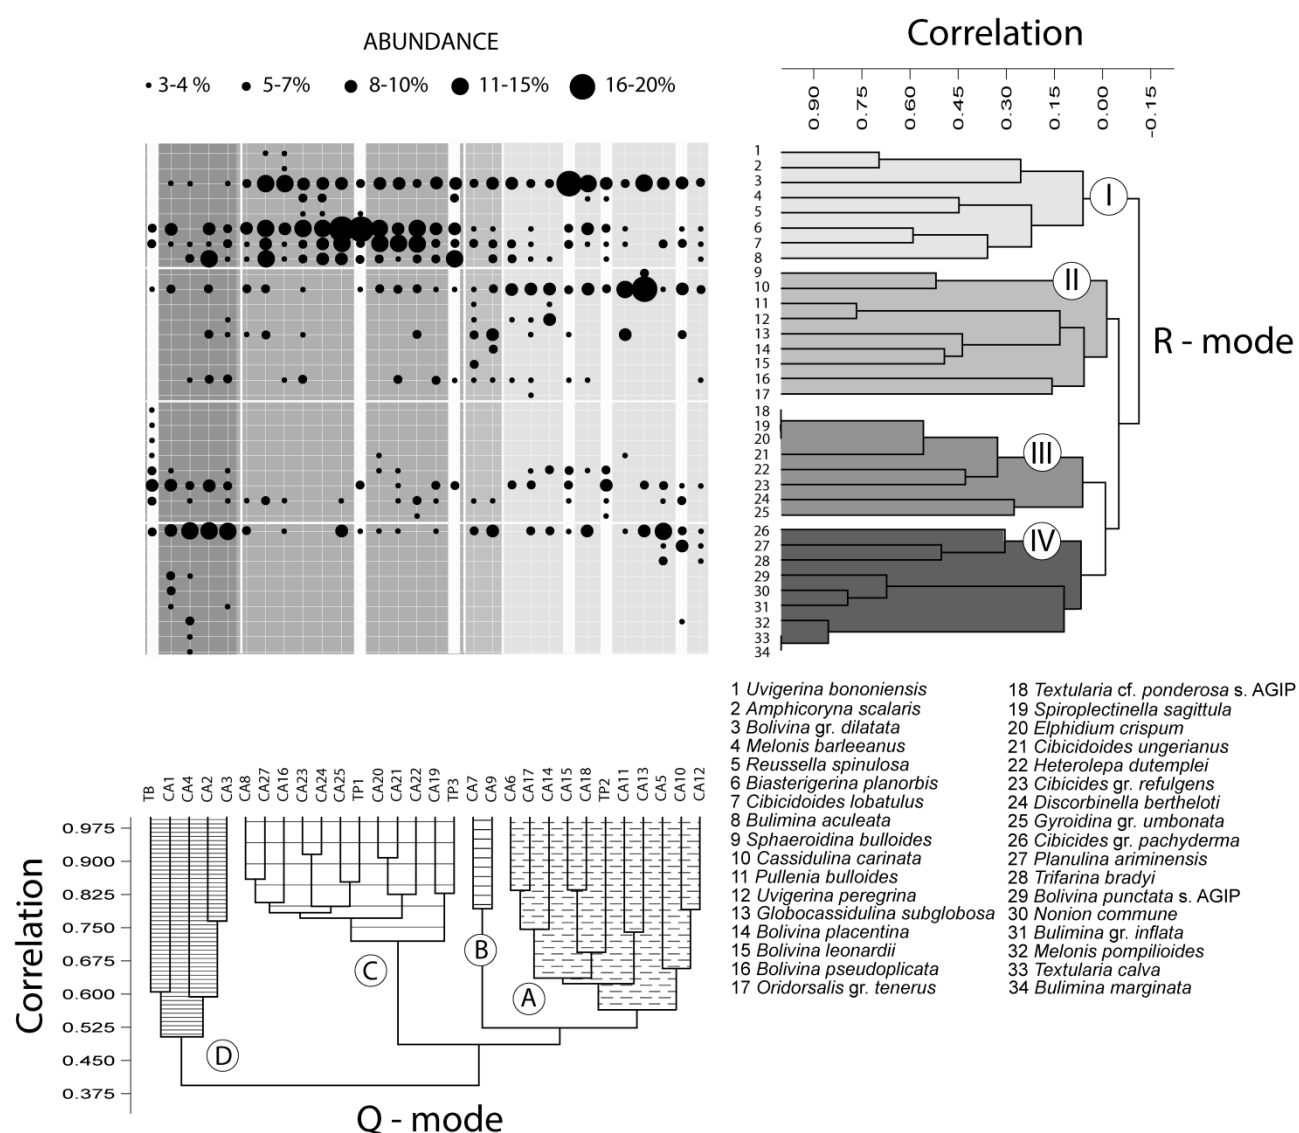 ABUNDANCE
3-4 % 5-7% 8-10% 11-15% 16-20%
Correlation
0.90 0.75 0.60 0.45 0.30 0.15 0.00 -0.15
1
2
3
4
5
6
7
8
9
10
11
12
13
14
15
16
17
18
19
20
21
22
23
24
25
26
27
28
29
30
31
32
33
34
I
II
III
IV
R - mode
1 Uvigerina bononiensis
2 Amphicoryna scalaris
3 Bolivina gr. dilatata
4 Melonis barleeanus
5 Reussella spinulosa
6 Biasterigerina planorbis
7 Cibicidoides lobatulus
8 Bulimina aculeata
9 Sphaeroidina bulloides
10 Cassidulina carinata
11 Pullenia bulloides
12 Uvigerina peregrina
13 Globocassidulina subglobosa
14 Bolivina placentina
15 Bolivina leonardii
16 Bolivina pseudoplicata
17 Oridorsalis gr. tenerus
18 Textularia cf. ponderosa s. AGIP
19 Spiroplectinella sagittula
20 Elphidium crispum
21 Cibicidoides ungerianus
22 Heterolepa dutemplei
23 Cibicides gr. refulgens
24 Discorbinella bertheloti
25 Gyroidina gr. umbonata
26 Cibicides gr. pachyderma
27 Planulina ariminensis
28 Trifarina bradyi
29 Bolivina punctata s. AGIP
30 Nonion commune
31 Bulimina gr. inflata
32 Melonis pompilioides
33 Textularia calva
34 Bulimina marginata
TB CA1 CA4 CA2 CA3 CA8 CA27 CA16 CA23 CA24 CA25 TP1 CA20 CA21 CA22 CA19 TP3 CA7 CA9 CA6 CA17 CA14 CA15 CA18 TP2 CA11 CA13 CA5 CA10 CA12
Correlation
0.975
0.900
0.825
0.750
0.675
0.600
0.525
0.450
0.375
B
C
A
D
Q - mode